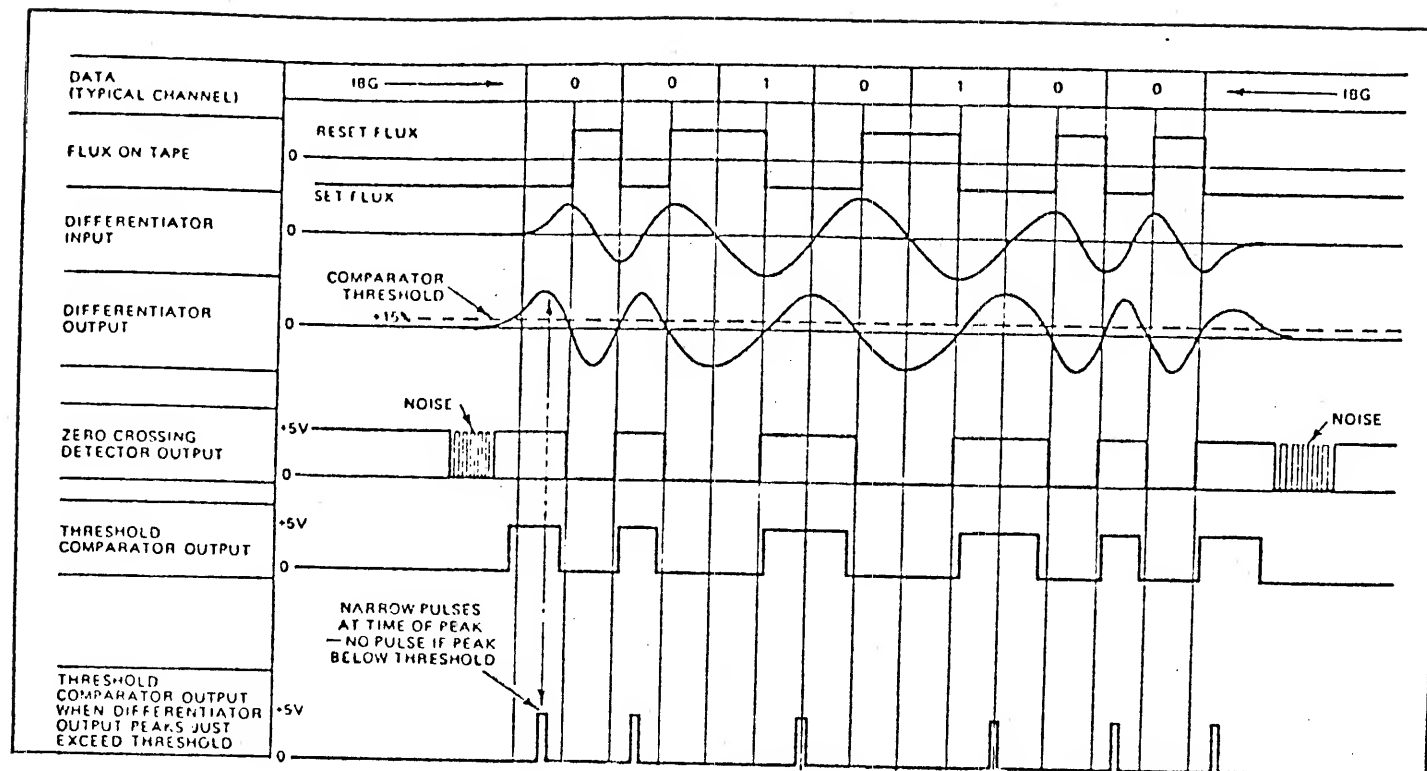 DATA
(TYPICAL CHANNEL)
IBG
0 0 1 0 1 0 0
IBG
FLUX ON TAPE
RESET FLUX
0
SET FLUX
DIFFERENTIATOR
INPUT
0
DIFFERENTIATOR
OUTPUT
COMPARATOR
THRESHOLD
+15%
0
ZERO CROSSING
DETECTOR OUTPUT
NOISE
+5V
0
NOISE
THRESHOLD
COMPARATOR OUTPUT
+5V
0
NARROW PULSES
AT TIME OF PEAK
—NO PULSE IF PEAK
BELOW THRESHOLD
THRESHOLD
COMPARATOR OUTPUT
WHEN DIFFERENTIATOR
OUTPUT PEAKS JUST
EXCEED THRESHOLD
+5V
0